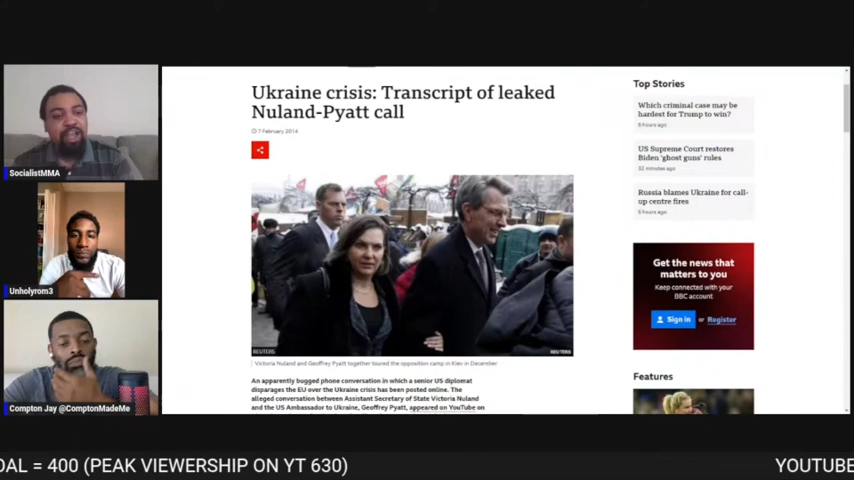 Ukraine crisis: Transcript of leaked
Nuland-Pyatt call
7 February 2014
REUTERS
REUTERS
Victoria Nuland and Geoffrey Pyatt together toured the opposition camp in Kiev in December
An apparently bugged phone conversation in which a senior US diplomat
disparages the EU over the Ukraine crisis has been posted online. The
alleged conversation between Assistant Secretary of State Victoria Nuland
and the US Ambassador to Ukraine, Geoffrey Pyatt, appeared on YouTube on
Top Stories
Which criminal case may be
hardest for Trump to win?
6 hours ago
US Supreme Court restores
Biden 'ghost guns' rules
32 minutes ago
Russia blames Ukraine for call-
up centre fires
6 hours ago
Get the news that
matters to you
Keep connected with your
BBC account
Sign in or Register
Features
SocialistMMA
Unholyrom3
Compton Jay @ComptonMadeMe
OAL = 400 (PEAK VIEWERSHIP ON YT 630)
YOUTUBE